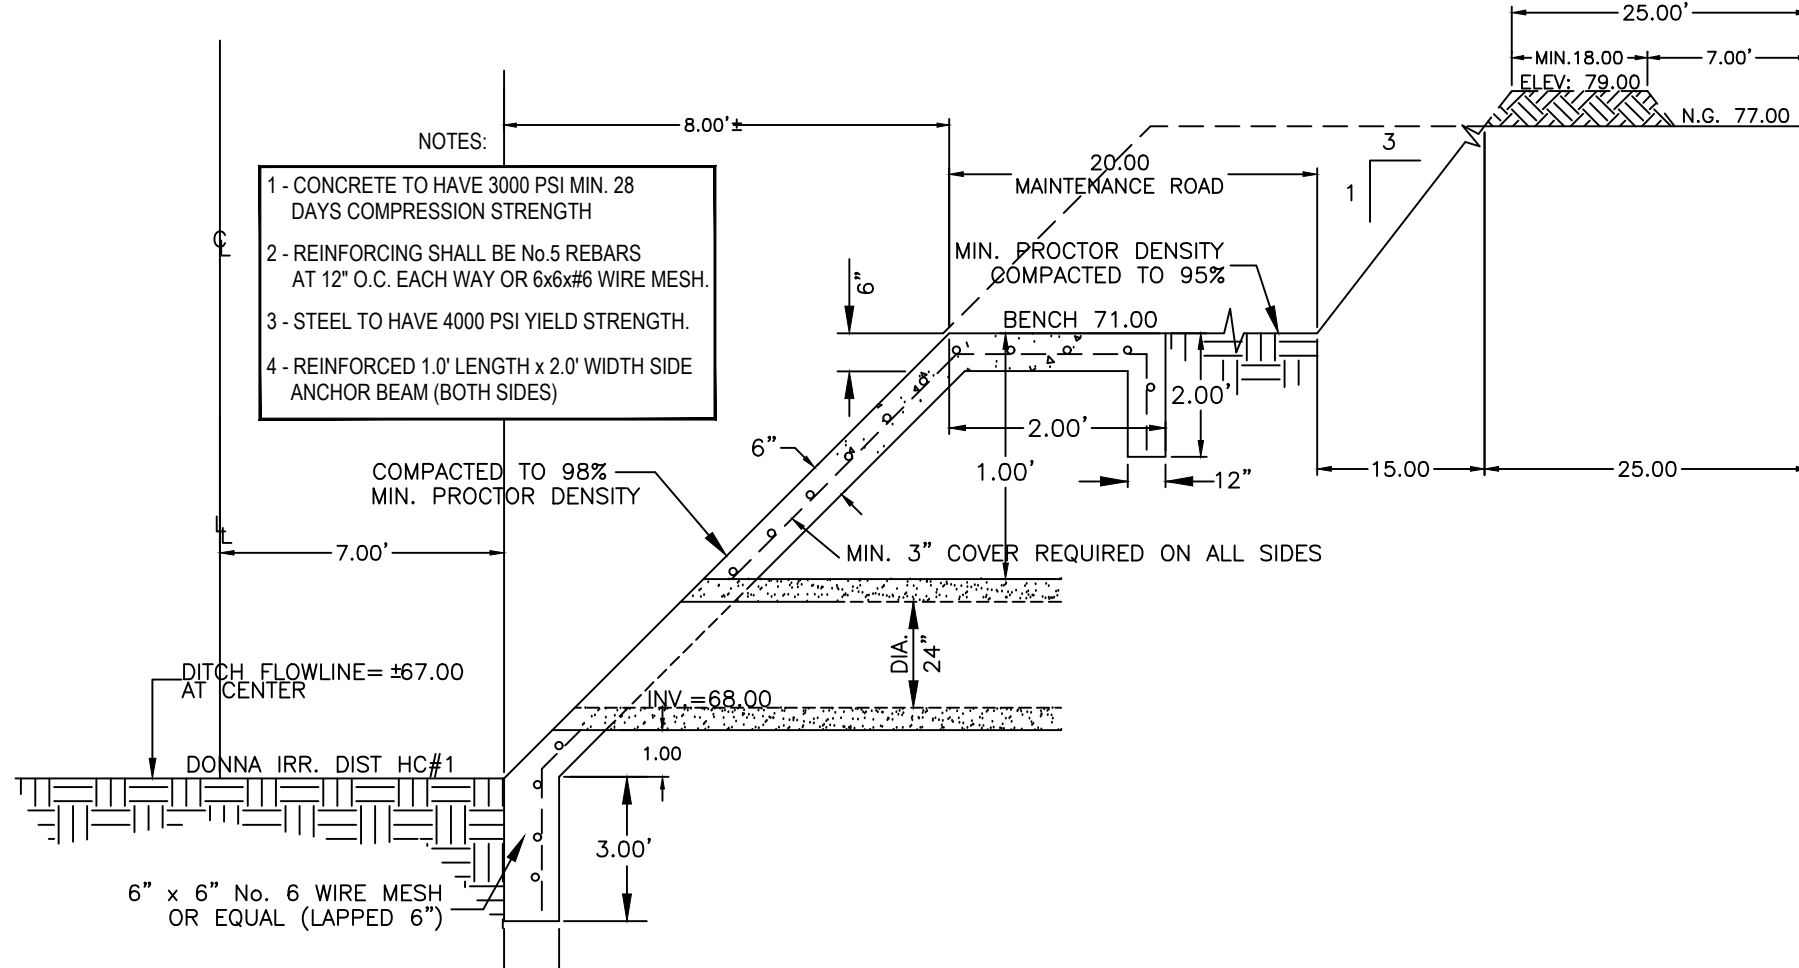 25.00'
MIN.18.00
7.00'
ELEV: 79.00
N.G. 77.00
8.00'±
NOTES:
3
1
20.00
MAINTENANCE ROAD
1 - CONCRETE TO HAVE 3000 PSI MIN. 28
DAYS COMPRESSION STRENGTH
2 - REINFORCING SHALL BE No.5 REBARS
AT 12" O.C. EACH WAY OR 6x6x#6 WIRE MESH.
3 - STEEL TO HAVE 4000 PSI YIELD STRENGTH.
4 - REINFORCED 1.0' LENGTH x 2.0' WIDTH SIDE
ANCHOR BEAM (BOTH SIDES)
CL
MIN. PROCTOR DENSITY
COMPACTED TO 95%
6"
BENCH 71.00
2.00'
2.00'
6"
1.00'
12"
15.00
25.00
COMPACTED TO 98%
MIN. PROCTOR DENSITY
7.00'
MIN. 3" COVER REQUIRED ON ALL SIDES
DIA.
24"
DITCH FLOWLINE= ±67.00
AT CENTER
INV.=68.00
1.00
DONNA IRR. DIST HC#1
3.00'
6" x 6" No. 6 WIRE MESH
OR EQUAL (LAPPED 6")